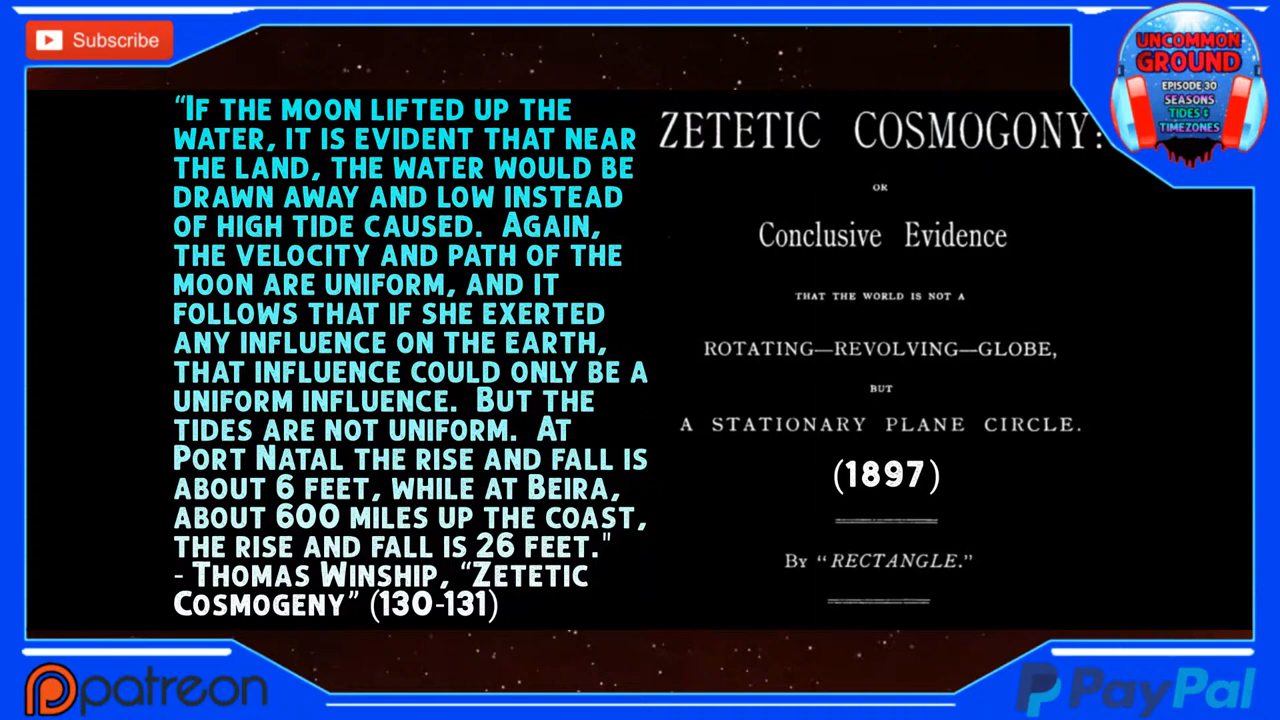 Subscribe
UNCOMMON
GROUND
EPISODE 30
SEASONS
TIDES &
TIMEZONES
"IF THE MOON LIFTED UP THE
WATER, IT IS EVIDENT THAT NEAR
THE LAND, THE WATER WOULD BE
DRAWN AWAY AND LOW INSTEAD
OF HIGH TIDE CAUSED. AGAIN,
THE VELOCITY AND PATH OF THE
MOON ARE UNIFORM, AND IT
FOLLOWS THAT IF SHE EXERTED
ANY INFLUENCE ON THE EARTH,
THAT INFLUENCE COULD ONLY BE A
UNIFORM INFLUENCE. BUT THE
TIDES ARE NOT UNIFORM. AT
PORT NATAL THE RISE AND FALL IS
ABOUT 6 FEET, WHILE AT BEIRA,
ABOUT 600 MILES UP THE COAST,
THE RISE AND FALL IS 26 FEET."
- THOMAS WINSHIP, "ZETETIC
COSMOGENY" (130-131)
ZETETIC COSMOGONY:
OR
Conclusive Evidence
THAT THE WORLD IS NOT A
ROTATING—REVOLVING—GLOBE,
BUT
A STATIONARY PLANE CIRCLE.
(1897)
By "RECTANGLE."
patreon
PayPal